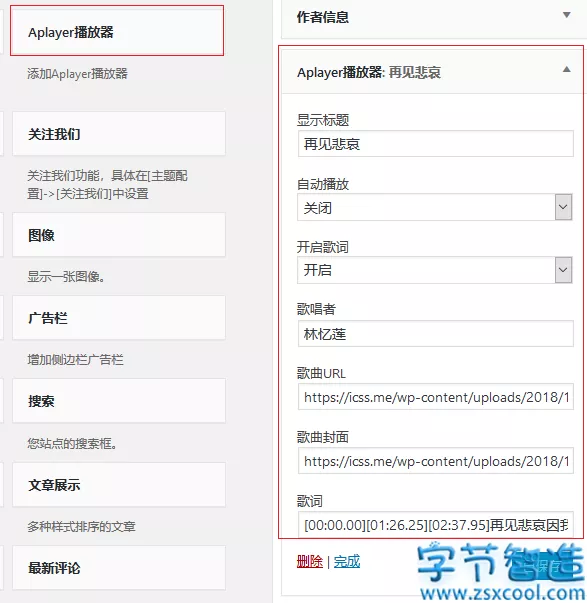 Aplayer播放器
添加Aplayer播放器
关注我们
关注我们功能，具体在[主题配
置]->[关注我们]中设置
图像
显示一张图像。
广告栏
增加侧边栏广告栏
搜索
您站点的搜索框。
文章展示
多种样式排序的文章
最新评论
作者信息
Aplayer播放器: 再见悲哀
显示标题
再见悲哀
自动播放
关闭
开启歌词
开启
歌唱者
林忆莲
歌曲URL
https://icss.me/wp-content/uploads/2018/1
歌曲封面
https://icss.me/wp-content/uploads/2018/1
歌词
[00:00.00][01:26.25][02:37.95]再见悲哀因我
删除 | 完成
保存
字节智造
www.zsxcool.com